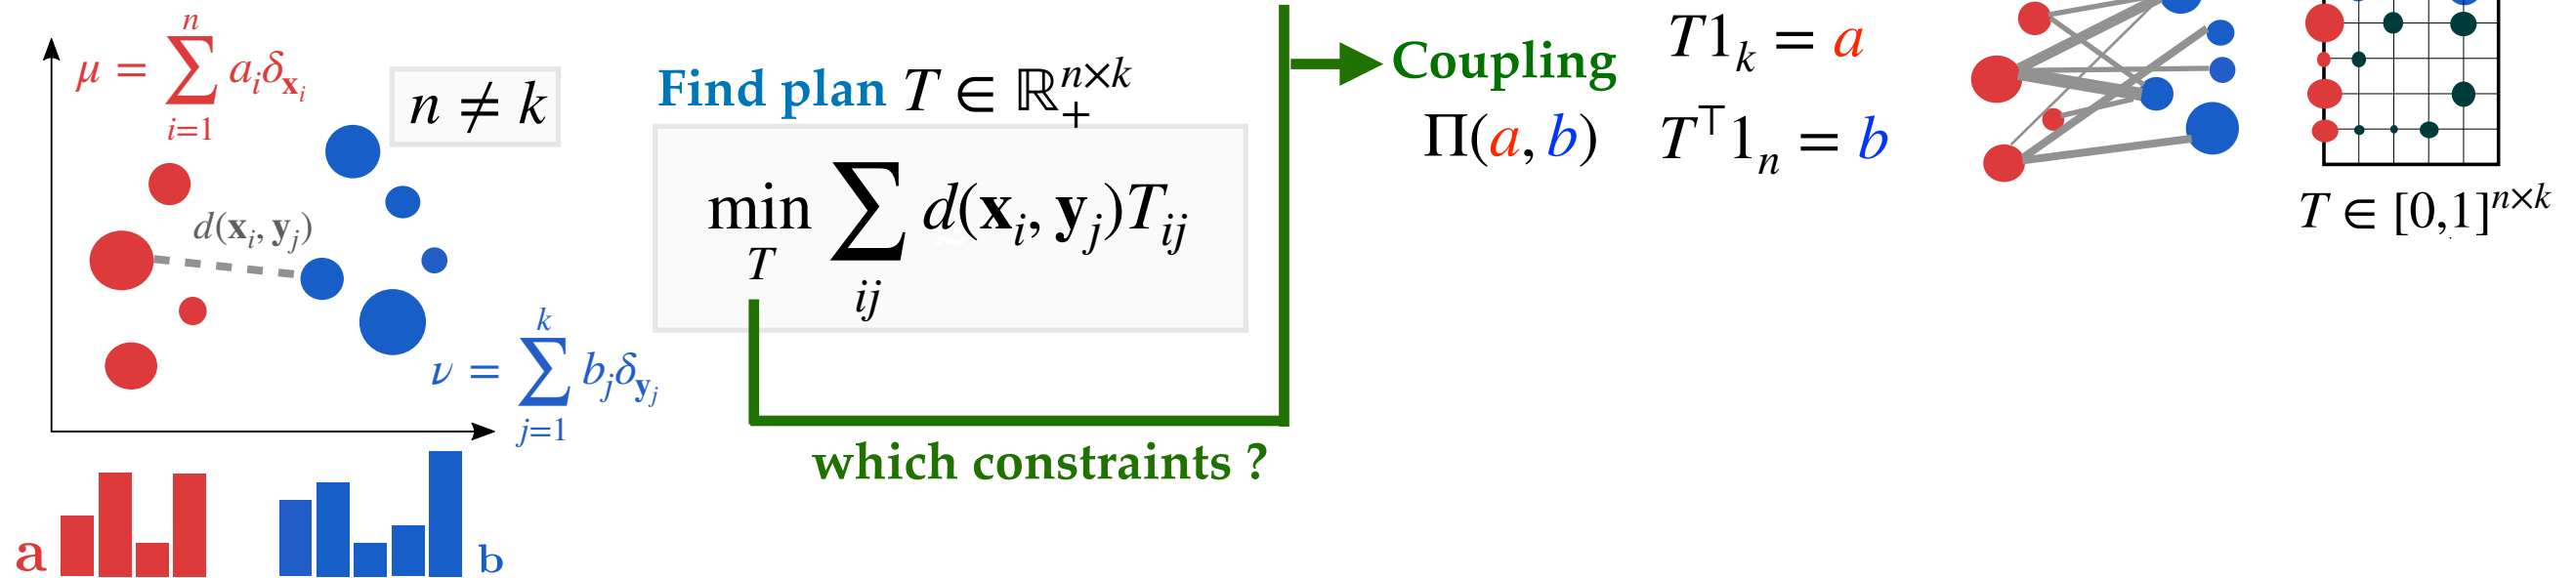 μ = ∑_{i=1}^{n} a_i δ_{𝐱_i}
n ≠ k
d(𝐱_i, 𝐲_j)
ν = ∑_{j=1}^{k} b_j δ_{𝐲_j}
a
b
Find plan T ∈ ℝ_+^{n×k}
min_T ∑_{ij} d(𝐱_i, 𝐲_j)T_{ij}
which constraints ?
Coupling
Π(a, b)
T1_k = a
T^⊤1_n = b
T ∈ [0,1]^{n×k}